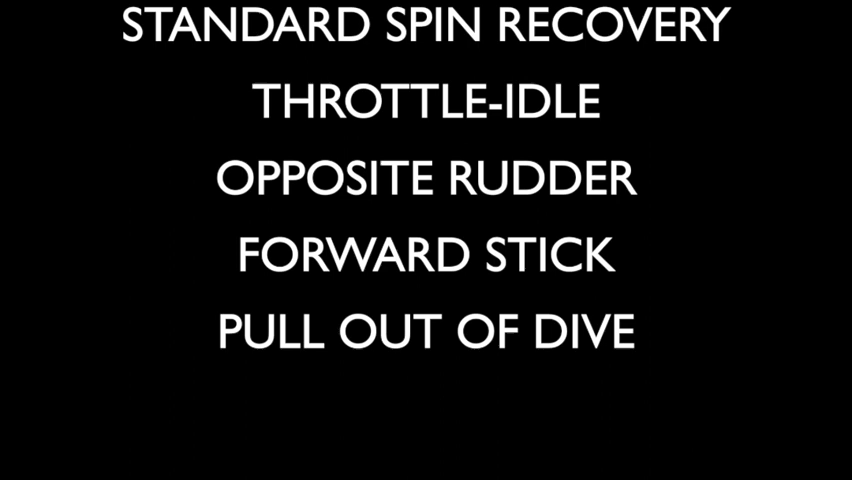 STANDARD SPIN RECOVERY
THROTTLE-IDLE
OPPOSITE RUDDER
FORWARD STICK
PULL OUT OF DIVE